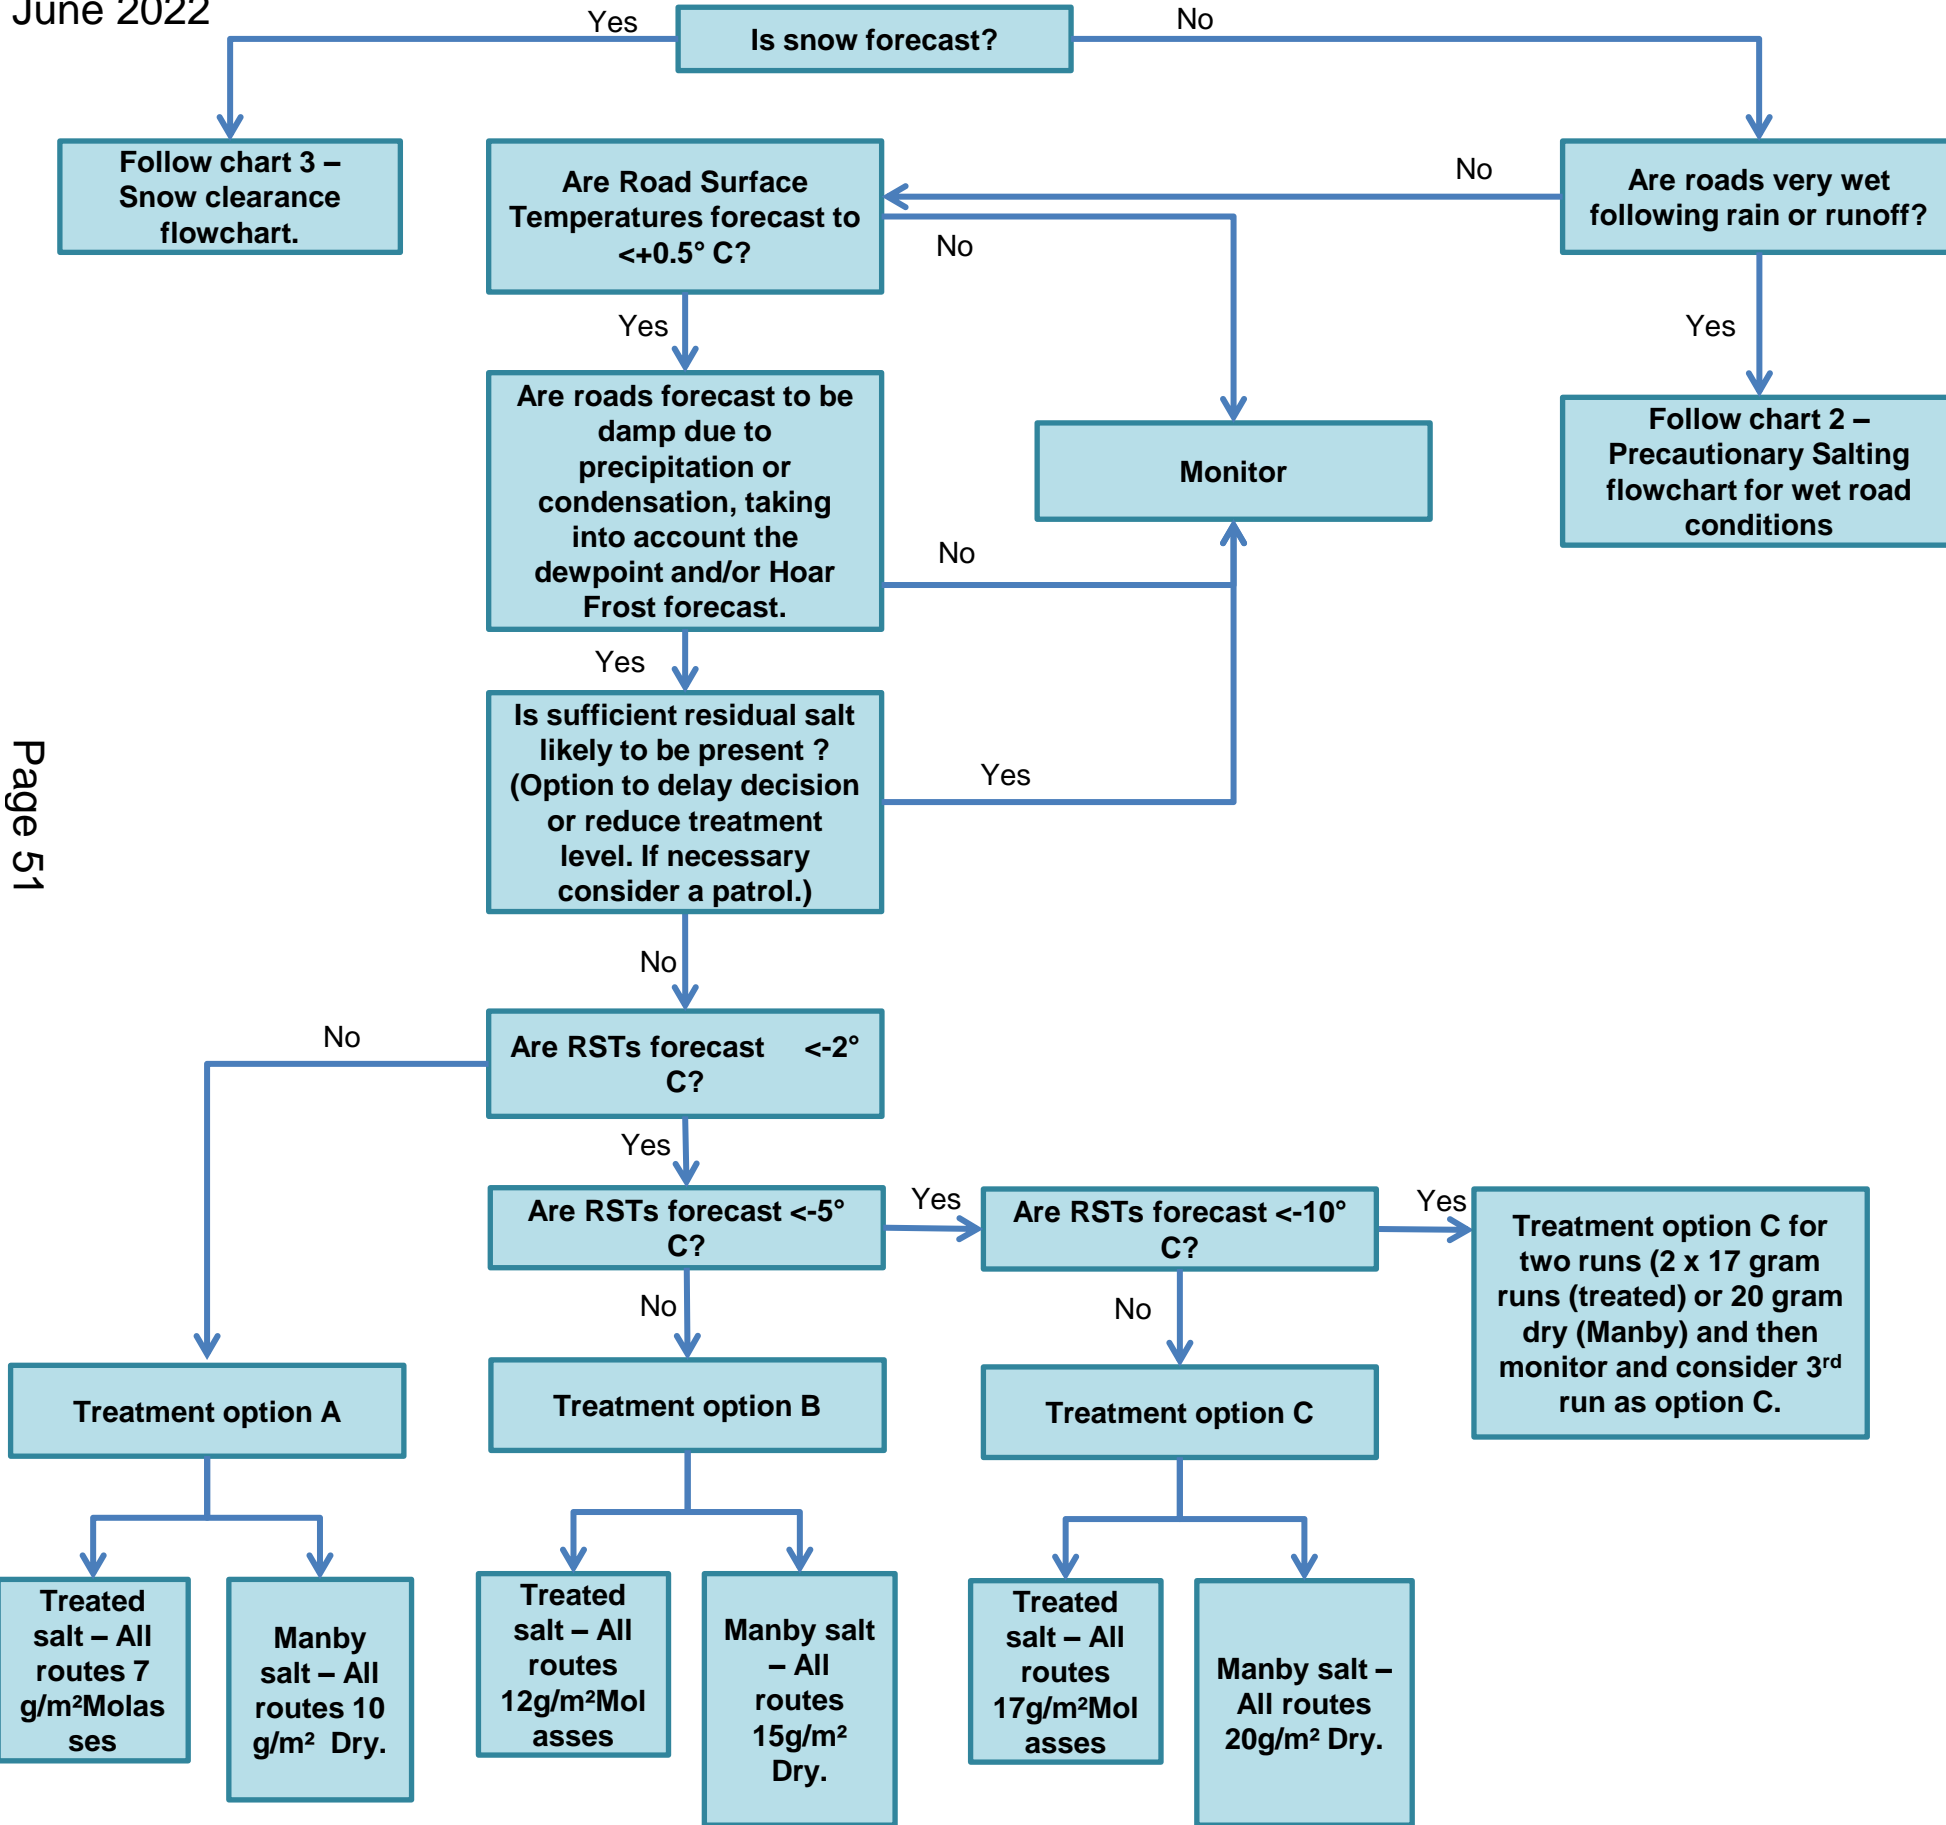 June 2022
Yes
Is snow forecast?
No
Follow chart 3 –
Snow clearance
flowchart.
Are Road Surface
Temperatures forecast to
<+0.5° C?
No
Are roads very wet
following rain or runoff?
No
Yes
Yes
Are roads forecast to be
damp due to
precipitation or
condensation, taking
into account the
dewpoint and/or Hoar
Frost forecast.
Monitor
Follow chart 2 –
Precautionary Salting
flowchart for wet road
conditions
No
Yes
Is sufficient residual salt
likely to be present ?
(Option to delay decision
or reduce treatment
level. If necessary
consider a patrol.)
Yes
Page 51
No
No
Are RSTs forecast <-2°
C?
Yes
Are RSTs forecast <-5°
C?
Yes
Are RSTs forecast <-10°
C?
Yes
Treatment option C for
two runs (2 x 17 gram
runs (treated) or 20 gram
dry (Manby) and then
monitor and consider 3rd
run as option C.
No
No
Treatment option A
Treatment option B
Treatment option C
Treated
salt – All
routes 7
g/m²Molas
ses
Manby
salt – All
routes 10
g/m² Dry.
Treated
salt – All
routes
12g/m²Mol
asses
Manby salt
– All
routes
15g/m²
Dry.
Treated
salt – All
routes
17g/m²Mol
asses
Manby salt –
All routes
20g/m² Dry.